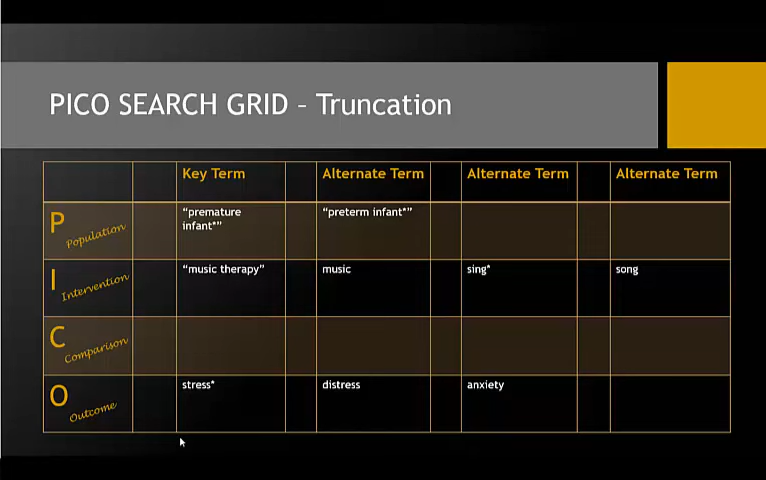 PICO SEARCH GRID – Truncation
Key Term Alternate Term Alternate Term Alternate Term
P Population “premature infant*” “preterm infant*”
I Intervention “music therapy” music sing* song
C Comparison
O Outcome stress* distress anxiety